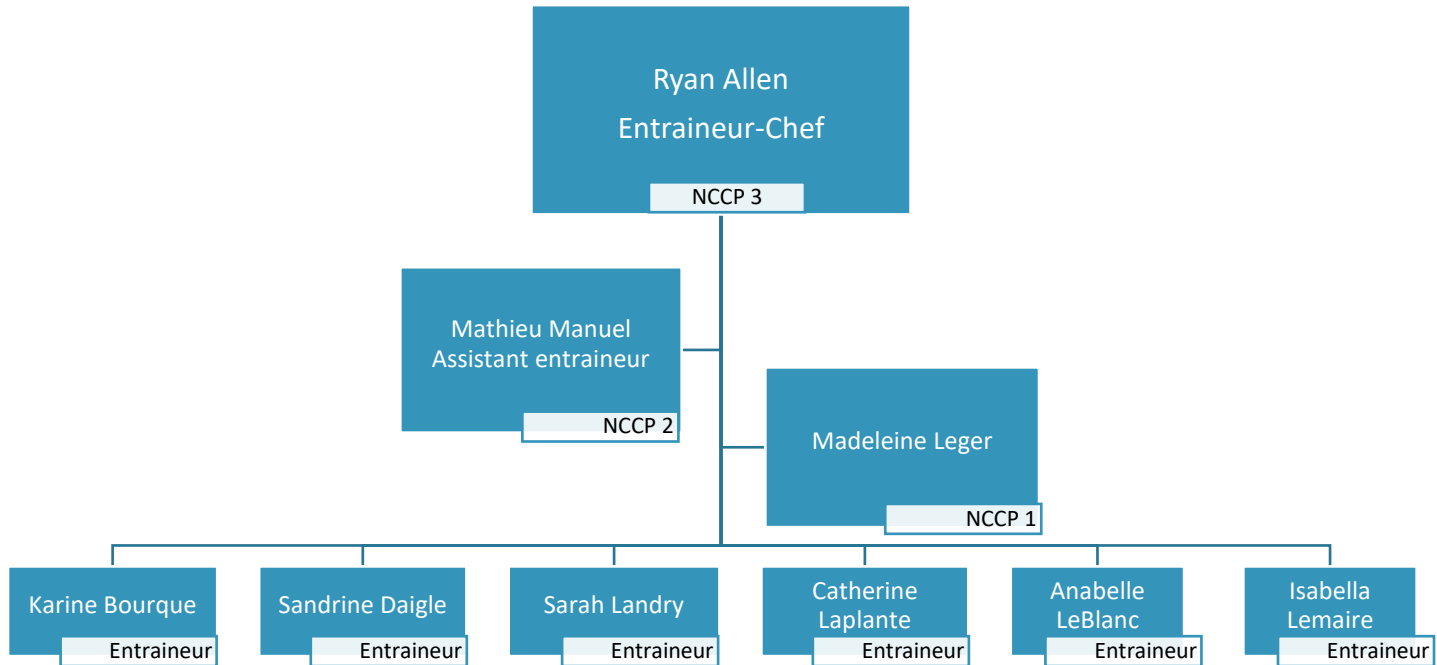 Ryan Allen
Entraineur-Chef
NCCP 3
Mathieu Manuel
Assistant entraineur
NCCP 2
Madeleine Leger
NCCP 1
Karine Bourque
Entraineur
Sandrine Daigle
Entraineur
Sarah Landry
Entraineur
Catherine
Laplante
Entraineur
Anabelle
LeBlanc
Entraineur
Isabella
Lemaire
Entraineur